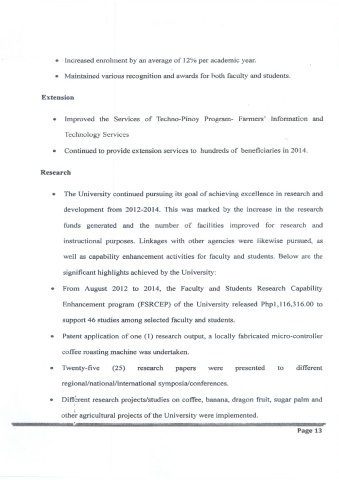 • Increased enrolment by an average of 12% per academic year.
• Maintained various recognition and awards for both faculty and students.
Extension
• Improved the Services of Techno-Pinoy Program- Farmers' Information and
Technology Services
• Continued to provide extension services to hundreds of beneficiaries in 2014.
Research
• The University continued pursuing its goal of achieving excellence in research and
development from 2012-2014. This was marked by the increase in the research
funds generated and the number of facilities improved for research and
instructional purposes. Linkages with other agencies were likewise pursued, as
well as capability enhancement activities for faculty and students. Below are the
significant highlights achieved by the University:
• From August 2012 to 2014, the Faculty and Students Research Capability
Enhancement program (FSRCEP) of the University released Php1,116,316.00 to
support 46 studies among selected faculty and students.
• Patent application of one (1) research output, a locally fabricated micro-controller
coffee roasting machine was undertaken.
• Twenty-five (25) research papers were presented to different
regional/national/international symposia/conferences.
• Different research projects/studies on coffee, banana, dragon fruit, sugar palm and
other agricultural projects of the University were implemented.
Page 13